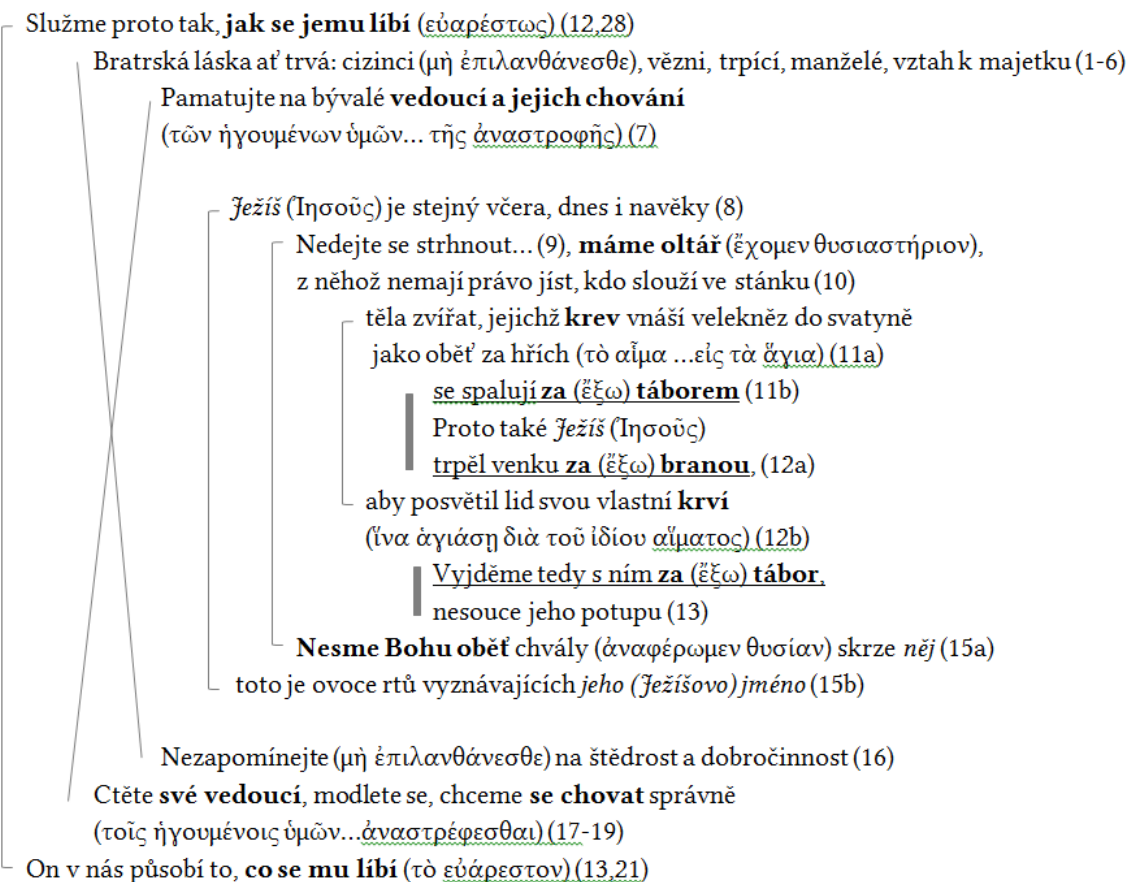 Služme proto tak, jak se jemu líbí (εὐαρέστως) (12,28)
Bratrská láska ať trvá: cizinci (μὴ ἐπιλανθάνεσθε), vězni, trpící, manželé, vztah k majetku (1-6)
Pamatujte na bývalé vedoucí a jejich chování
(τῶν ἡγουμένων ὑμῶν... τῆς ἀναστροφῆς) (7)
Ježíš (Ἰησοῦς) je stejný včera, dnes i navěky (8)
Nedejte se strhnout... (9), máme oltář (ἔχομεν θυσιαστήριον),
z něhož nemají právo jíst, kdo slouží ve stánku (10)
těla zvířat, jejichž krev vnáší velekněz do svatyně
jako oběť za hřích (τὸ αἷμα ...εἰς τὰ ἅγια) (11a)
se spalují za (ἔξω) táborem (11b)
Proto také Ježíš (Ἰησοῦς)
trpěl venku za (ἔξω) branou, (12a)
aby posvětil lid svou vlastní krví
(ἵνα ἁγιάσῃ διὰ τοῦ ἰδίου αἵματος) (12b)
Vyjděme tedy s ním za (ἔξω) tábor,
nesouce jeho potupu (13)
Nesme Bohu oběť chvály (ἀναφέρωμεν θυσίαν) skrze něj (15a)
toto je ovoce rtů vyznávajících jeho (Ježíšovo) jméno (15b)
Nezapomínejte (μὴ ἐπιλανθάνεσθε) na štědrost a dobročinnost (16)
Ctěte své vedoucí, modlete se, chceme se chovat správně
(τοῖς ἡγουμένοις ὑμῶν...ἀναστρέφεσθαι) (17-19)
On v nás působí to, co se mu líbí (τὸ εὐάρεστον) (13,21)